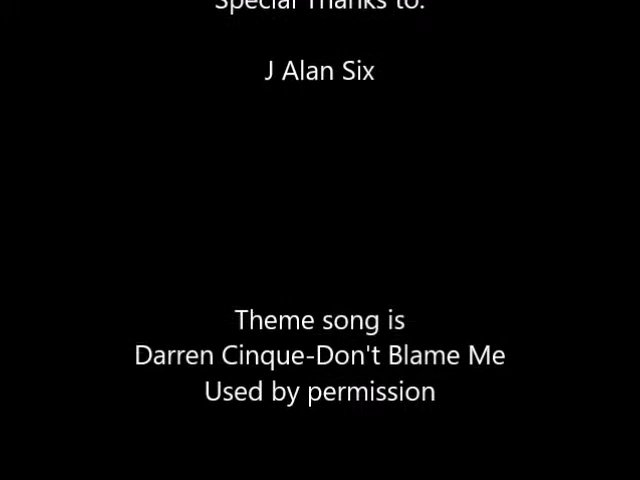 Special Thanks to:
J Alan Six
Theme song is
Darren Cinque-Don't Blame Me
Used by permission